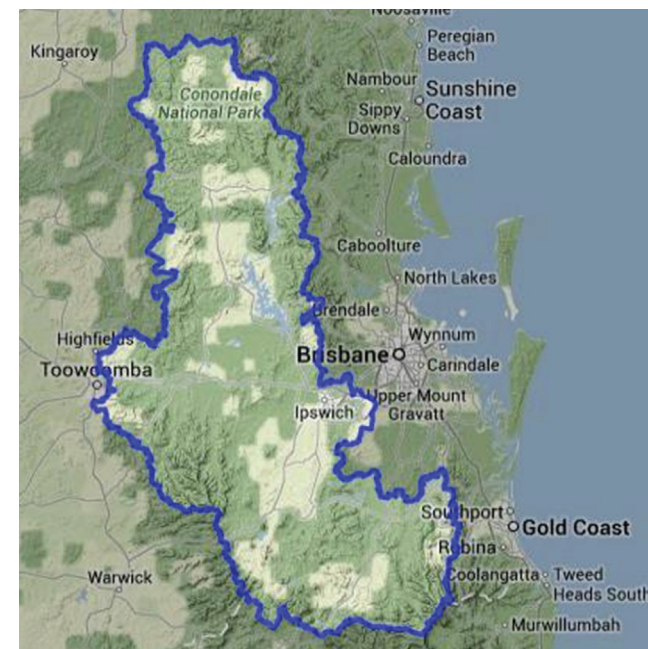 Noosaville
Kingaroy
Peregian
Beach
Nambour
Conondale
National Park
Sunshine
Coast
Sippy
Downs
Caloundra
Caboolture
North Lakes
Brendale
Highfields
Wynnum
Brisbane
Toowoomba
Carindale
Upper Mount
Gravatt
Ipswich
Southport
Gold Coast
Robina
Warwick
Coolangatta
Tweed
Heads South
Murwillumbah